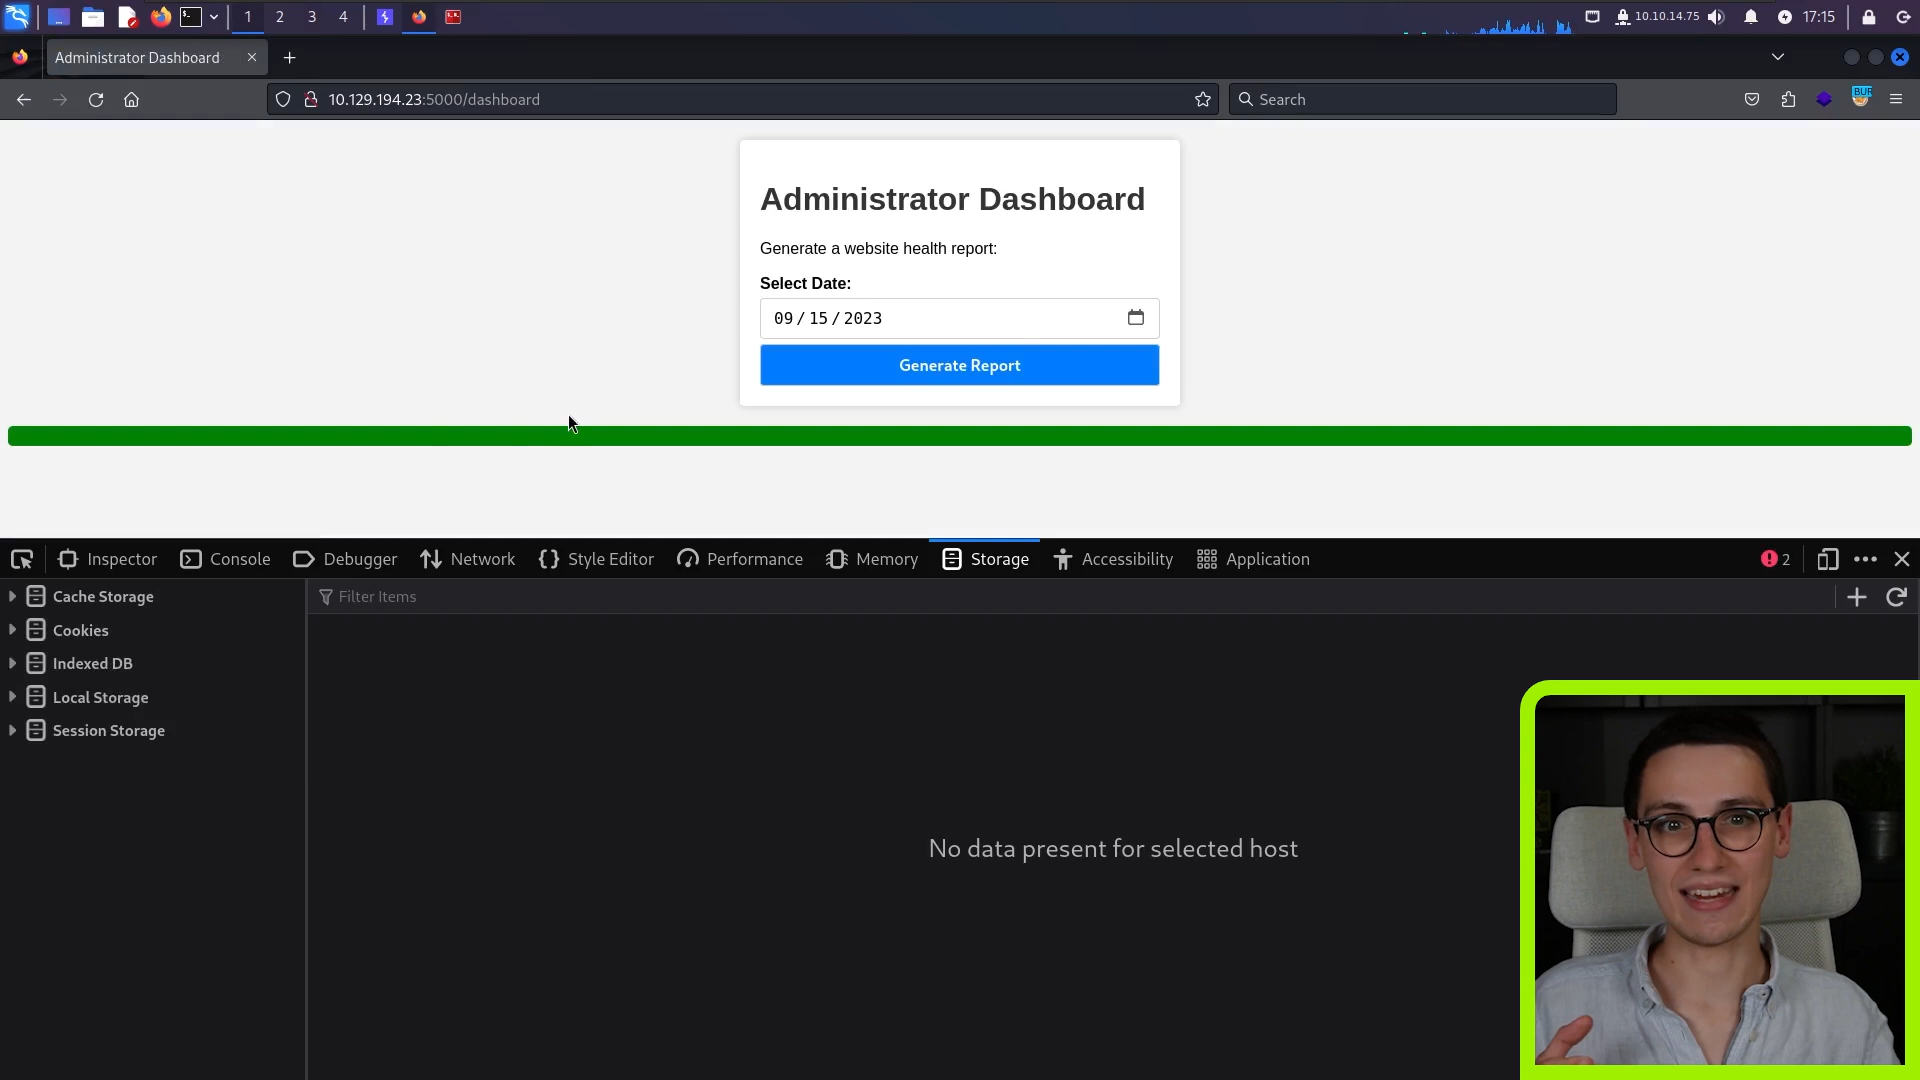 1 2 3 4
10.10.14.75
17:15
Administrator Dashboard
10.129.194.23:5000/dashboard
Search
BUR
Administrator Dashboard
Generate a website health report:
Select Date:
09/15/2023
Generate Report
Inspector
Console
Debugger
Network
Style Editor
Performance
Memory
Storage
Accessibility
Application
2
Cache Storage
Filter Items
Cookies
Indexed DB
Local Storage
Session Storage
No data present for selected host